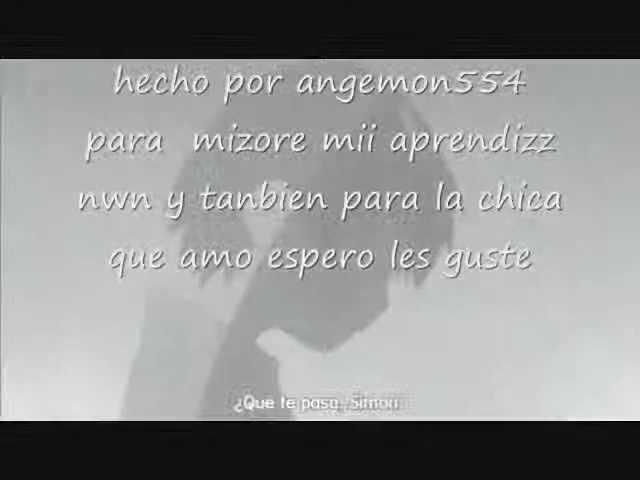 hecho por angemon554
para mizore mii aprendizz
nwn y tanbien para la chica
que amo espero les guste
¿Que te pasa, Simon